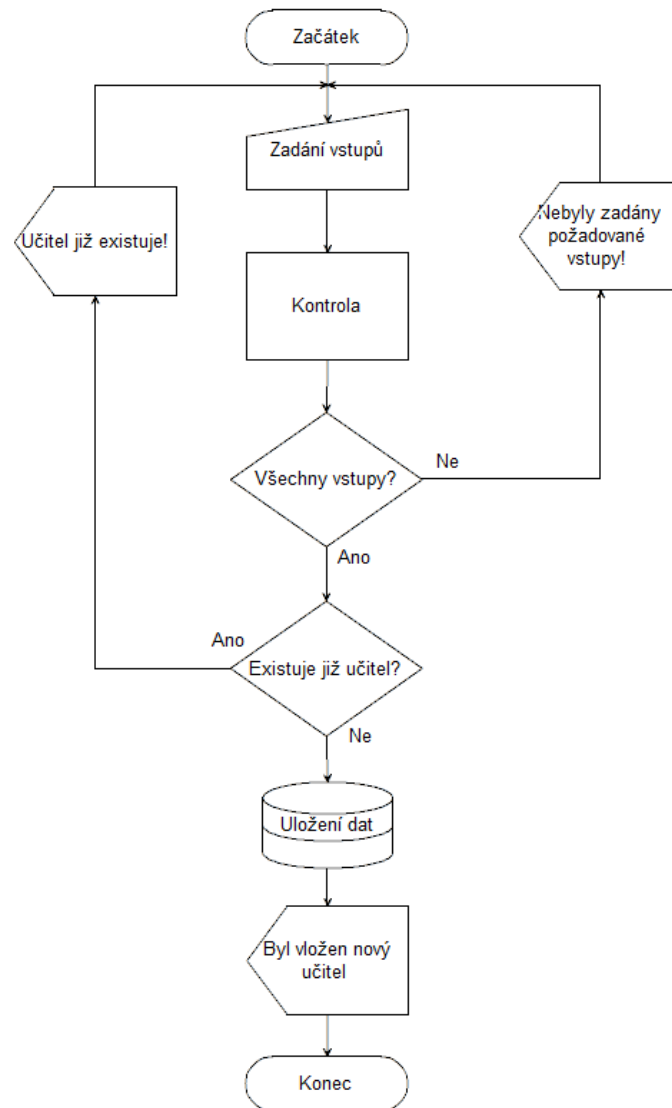 Začátek
Zadání vstupů
Učitel již existuje!
Nebyly zadány
požadované
vstupy!
Kontrola
Všechny vstupy?
Ne
Ano
Ano
Existuje již učitel?
Ne
Uložení dat
Byl vložen nový
učitel
Konec